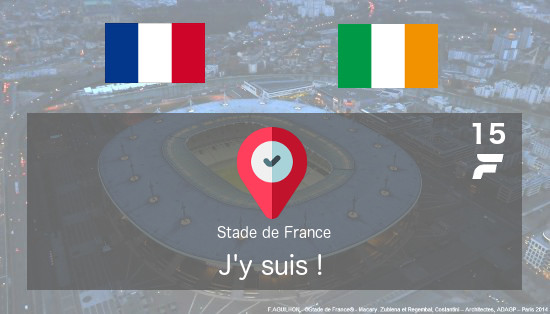 15
Stade de France
J'y suis !
F.AGUILHON, ©Stade de France® - Macary, Zublena et Regembal, Costantini - Architectes, ADAGP - Paris 2014